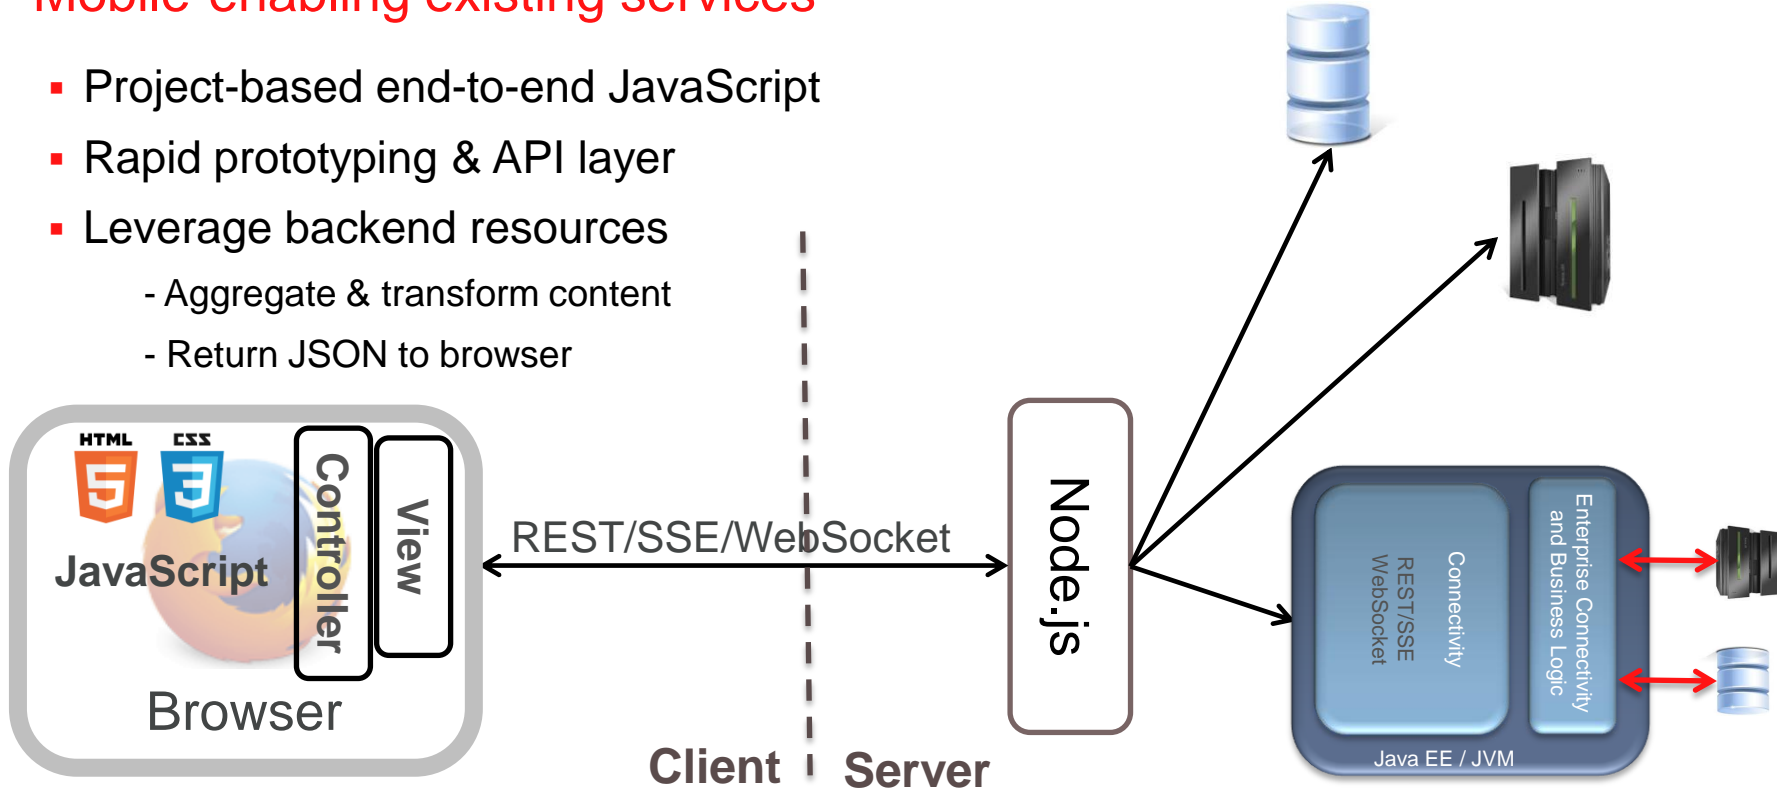 Mobile-enabling existing services
▪ Project-based end-to-end JavaScript
▪ Rapid prototyping & API layer
▪ Leverage backend resources
- Aggregate & transform content
- Return JSON to browser
HTML
5
CSS
3
JavaScript
Controller
View
Browser
REST/SSE/WebSocket
Client
Server
Node.js
Connectivity
REST/SSE
WebSocket
Enterprise Connectivity
and Business Logic
Java EE / JVM